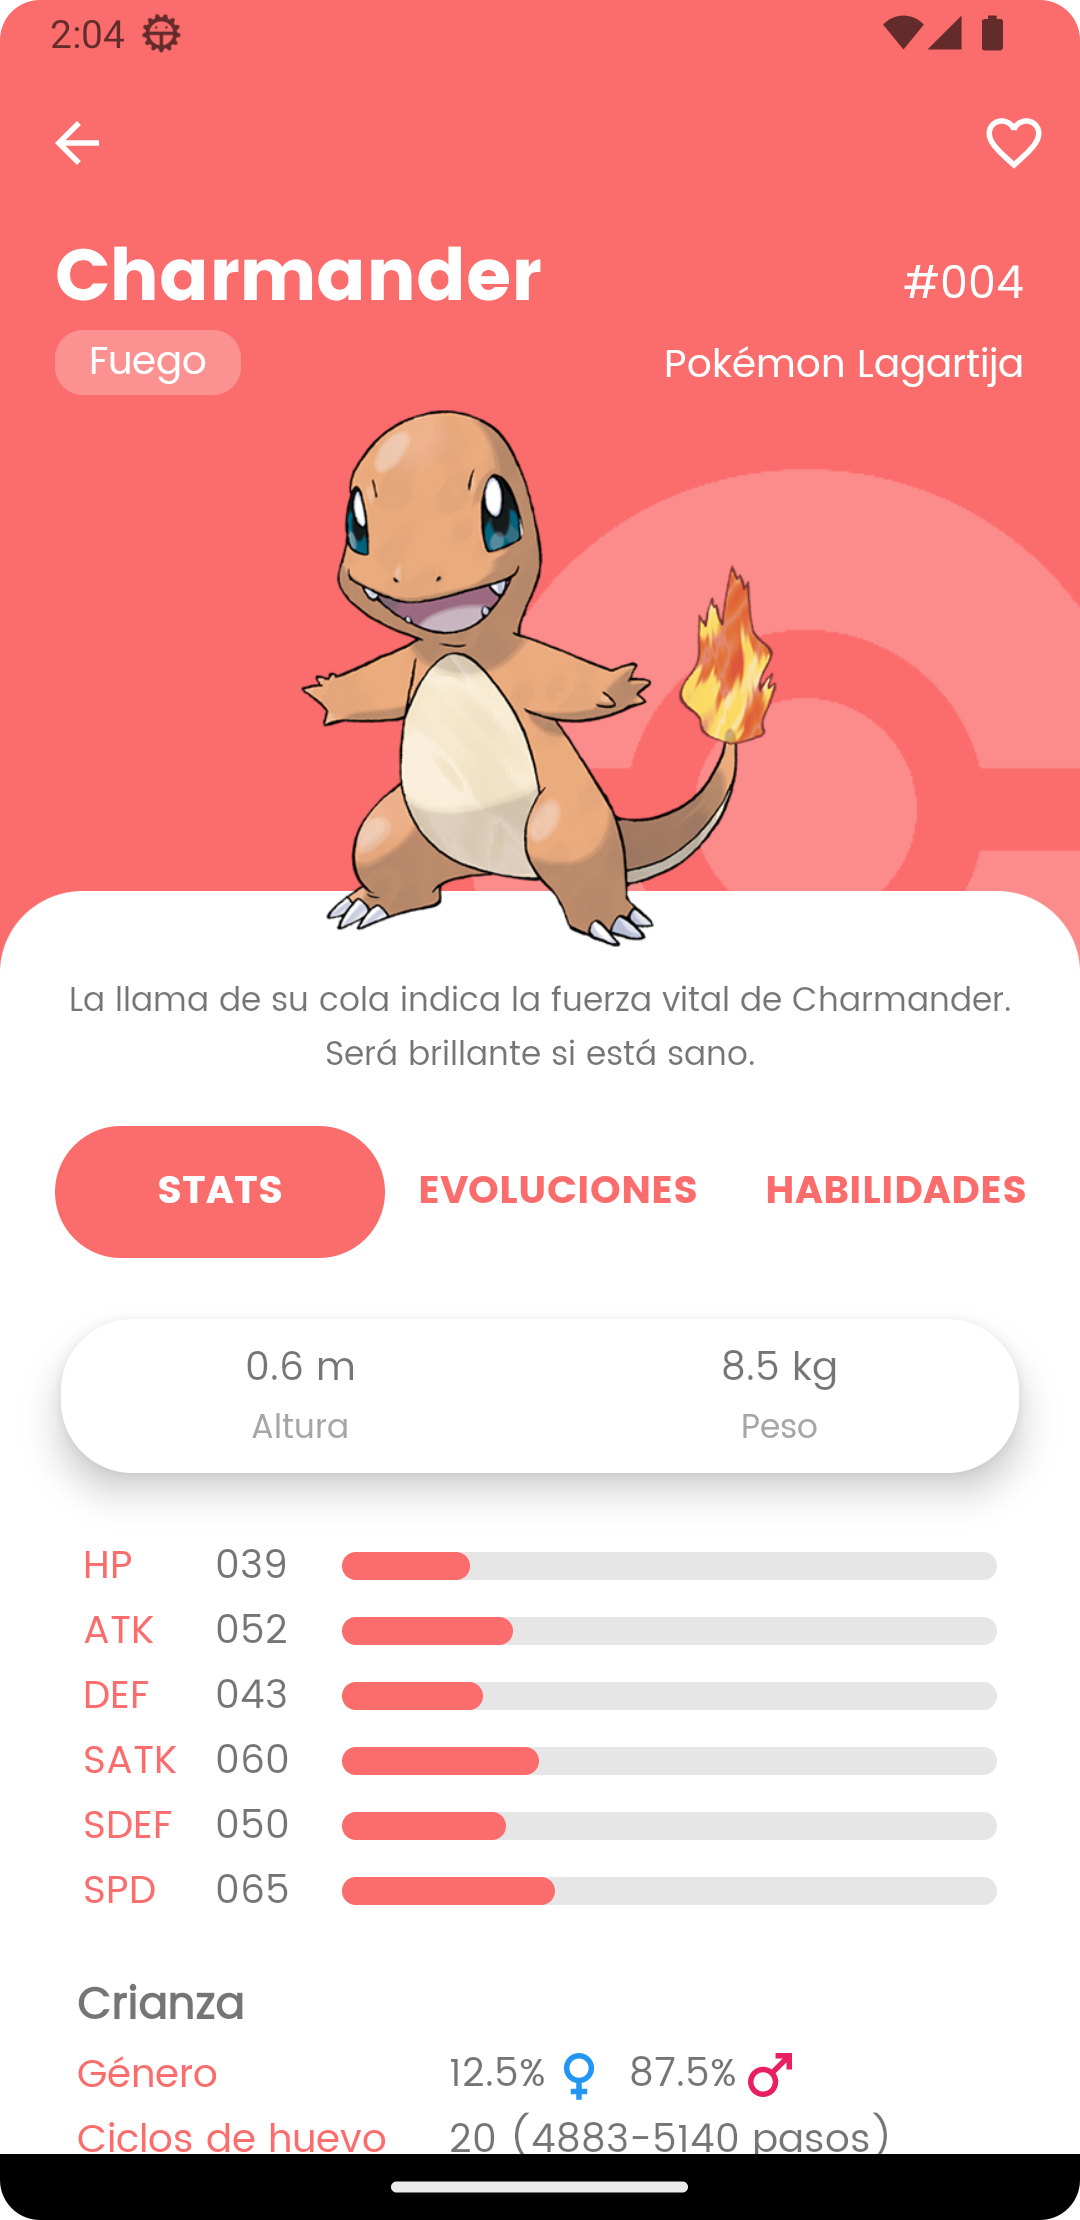 2:04
Charmander
#004
Fuego
Pokémon Lagartija
La llama de su cola indica la fuerza vital de Charmander.
Será brillante si está sano.
STATS EVOLUCIONES HABILIDADES
0.6 m 8.5 kg
Altura Peso
HP 039
ATK 052
DEF 043
SATK 060
SDEF 050
SPD 065
Crianza
Género 12.5% ♀ 87.5% ♂
Ciclos de huevo 20 (4883-5140 pasos)